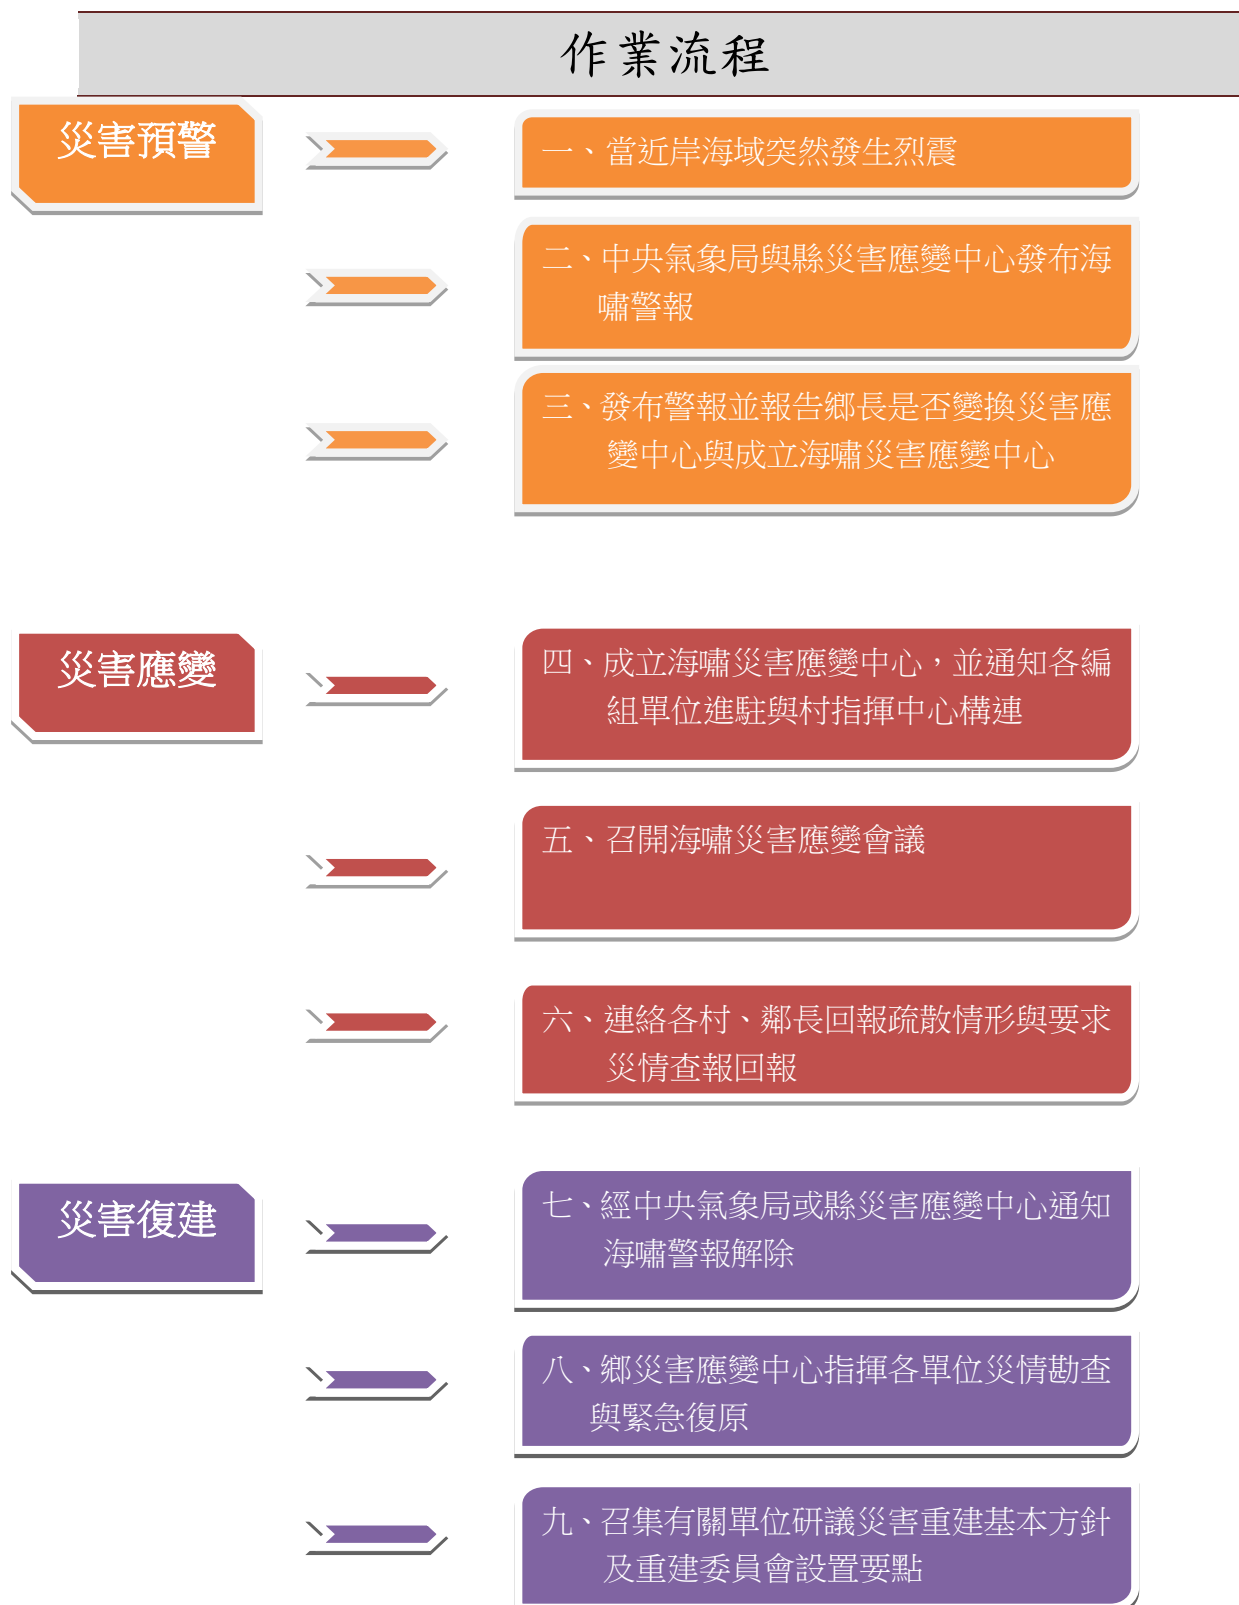 作業流程
災害預警
一、當近岸海域突然發生烈震
二、中央氣象局與縣災害應變中心發布海
嘯警報
三、發布警報並報告鄉長是否變換災害應
變中心與成立海嘯災害應變中心
災害應變
四、成立海嘯災害應變中心，並通知各編
組單位進駐與村指揮中心構連
五、召開海嘯災害應變會議
六、連絡各村、鄰長回報疏散情形與要求
災情查報回報
災害復建
七、經中央氣象局或縣災害應變中心通知
海嘯警報解除
八、鄉災害應變中心指揮各單位災情勘查
與緊急復原
九、召集有關單位研議災害重建基本方針
及重建委員會設置要點